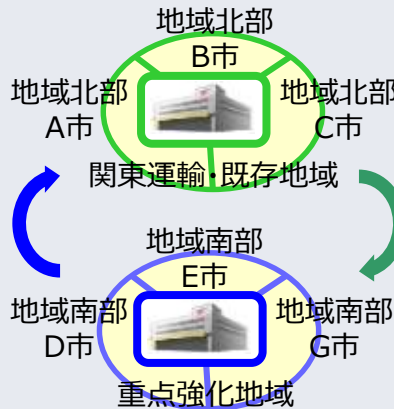 地域北部
B市
地域北部
A市
地域北部
C市
関東運輸・既存地域
地域南部
E市
地域南部
D市
地域南部
G市
重点強化地域